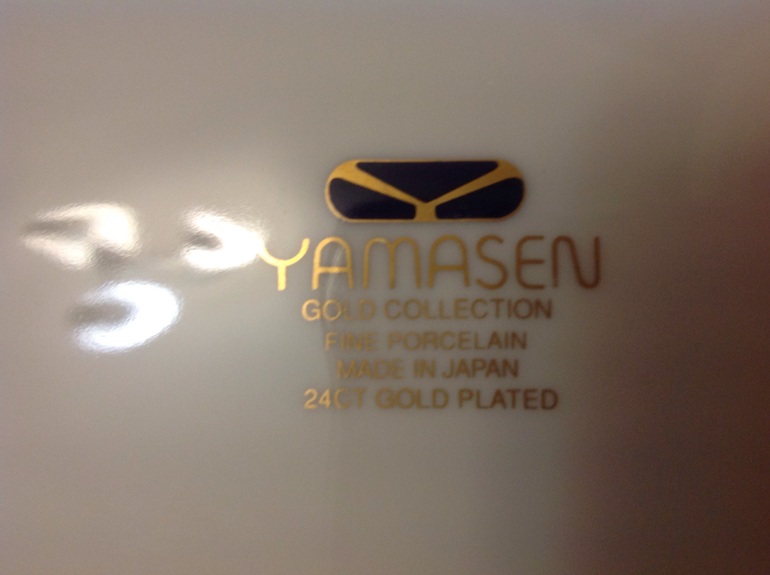 YAMASEN
GOLD COLLECTION
FINE PORCELAIN
MADE IN JAPAN
24CT GOLD PLATED